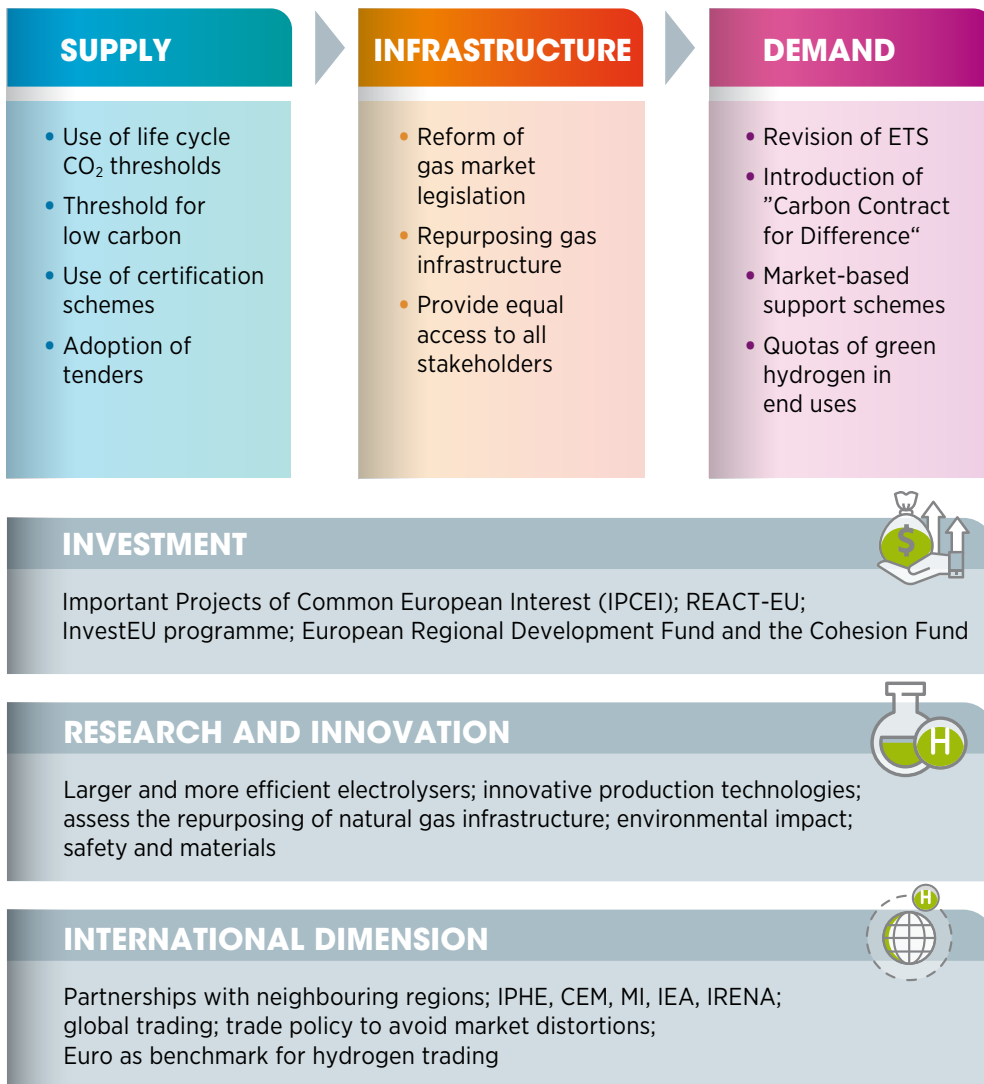 SUPPLY
• Use of life cycle
CO₂ thresholds
• Threshold for
low carbon
• Use of certification
schemes
• Adoption of
tenders
INFRASTRUCTURE
• Reform of
gas market
legislation
• Repurposing gas
infrastructure
• Provide equal
access to all
stakeholders
DEMAND
• Revision of ETS
• Introduction of
”Carbon Contract
for Difference“
• Market-based
support schemes
• Quotas of green
hydrogen in
end uses
INVESTMENT
$
Important Projects of Common European Interest (IPCEI); REACT-EU;
InvestEU programme; European Regional Development Fund and the Cohesion Fund
RESEARCH AND INNOVATION
H
Larger and more efficient electrolysers; innovative production technologies;
assess the repurposing of natural gas infrastructure; environmental impact;
safety and materials
INTERNATIONAL DIMENSION
H
Partnerships with neighbouring regions; IPHE, CEM, MI, IEA, IRENA;
global trading; trade policy to avoid market distortions;
Euro as benchmark for hydrogen trading